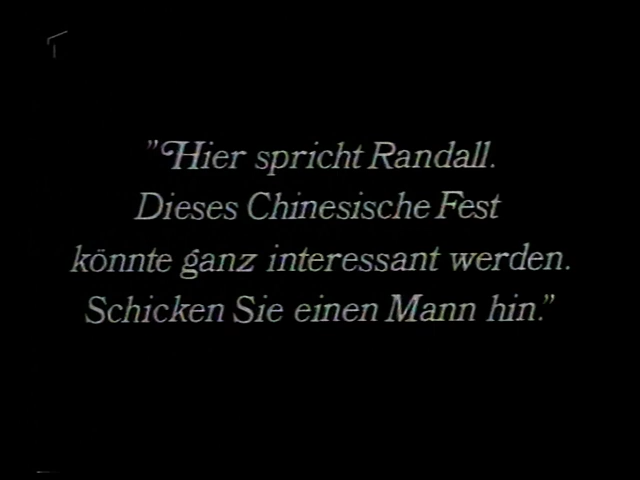 "Hier spricht Randall.
Dieses Chinesische Fest
könnte ganz interessant werden.
Schicken Sie einen Mann hin."